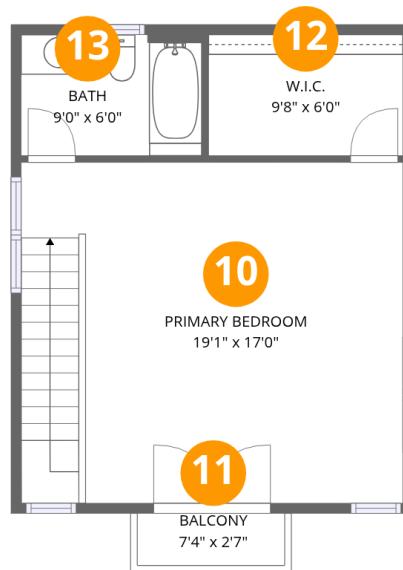 13
BATH
9'0" x 6'0"
12
W.I.C.
9'8" x 6'0"
10
PRIMARY BEDROOM
19'1" x 17'0"
11
BALCONY
7'4" x 2'7"